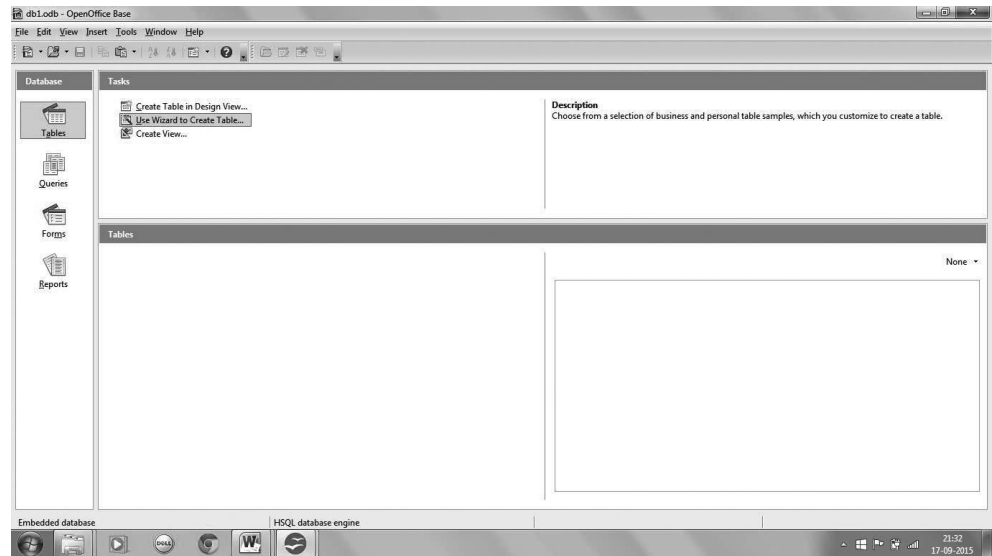 db1.odb - OpenOffice Base
File Edit View Insert Tools Window Help
Database
Tables
Queries
Forms
Reports
Tasks
Create Table in Design View...
Use Wizard to Create Table...
Create View...
Description
Choose from a selection of business and personal table samples, which you customize to create a table.
Tables
None
Embedded database
HSQL database engine
DELL
W
21:32
17-09-2015